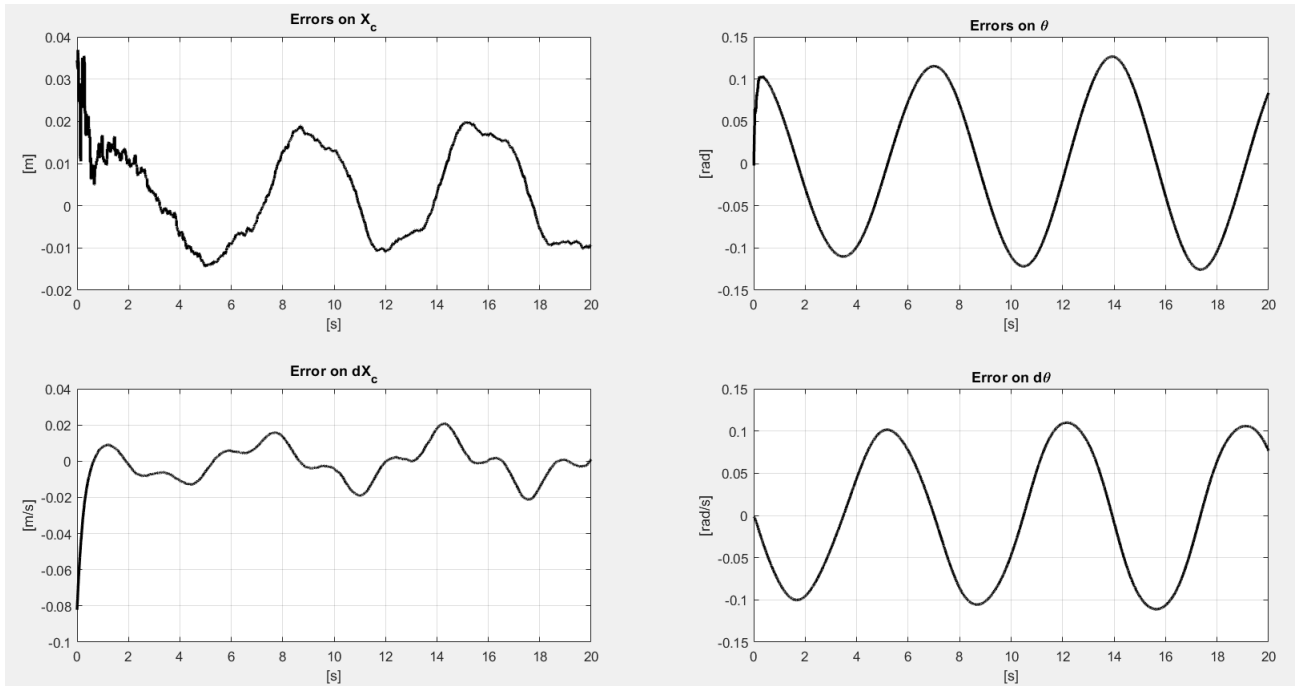 Errors on X_c
0.04
0.03
0.02
0.01
0
-0.01
-0.02
[m]
0 2 4 6 8 10 12 14 16 18 20
[s]
Errors on θ
0.15
0.1
0.05
0
-0.05
-0.1
-0.15
[rad]
0 2 4 6 8 10 12 14 16 18 20
[s]
Error on dX_c
0.04
0.02
0
-0.02
-0.04
-0.06
-0.08
-0.1
[m/s]
0 2 4 6 8 10 12 14 16 18 20
[s]
Error on dθ
0.15
0.1
0.05
0
-0.05
-0.1
-0.15
[rad/s]
0 2 4 6 8 10 12 14 16 18 20
[s]